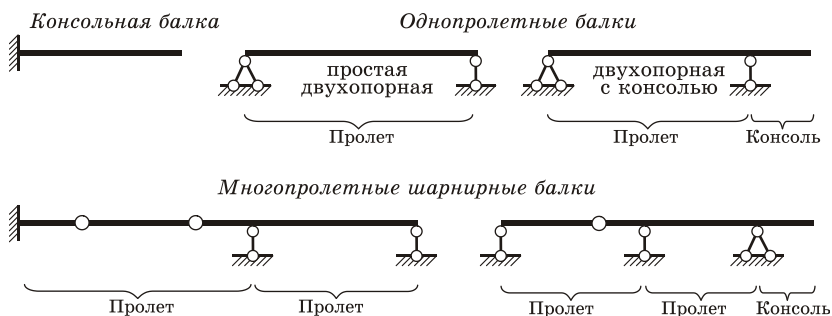 Консольная балка
Однопролетные балки
простая
двухопорная
двухопорная
с консолью
Пролет
Пролет
Консоль
Многопролетные шарнирные балки
Пролет
Пролет
Пролет
Пролет
Консоль